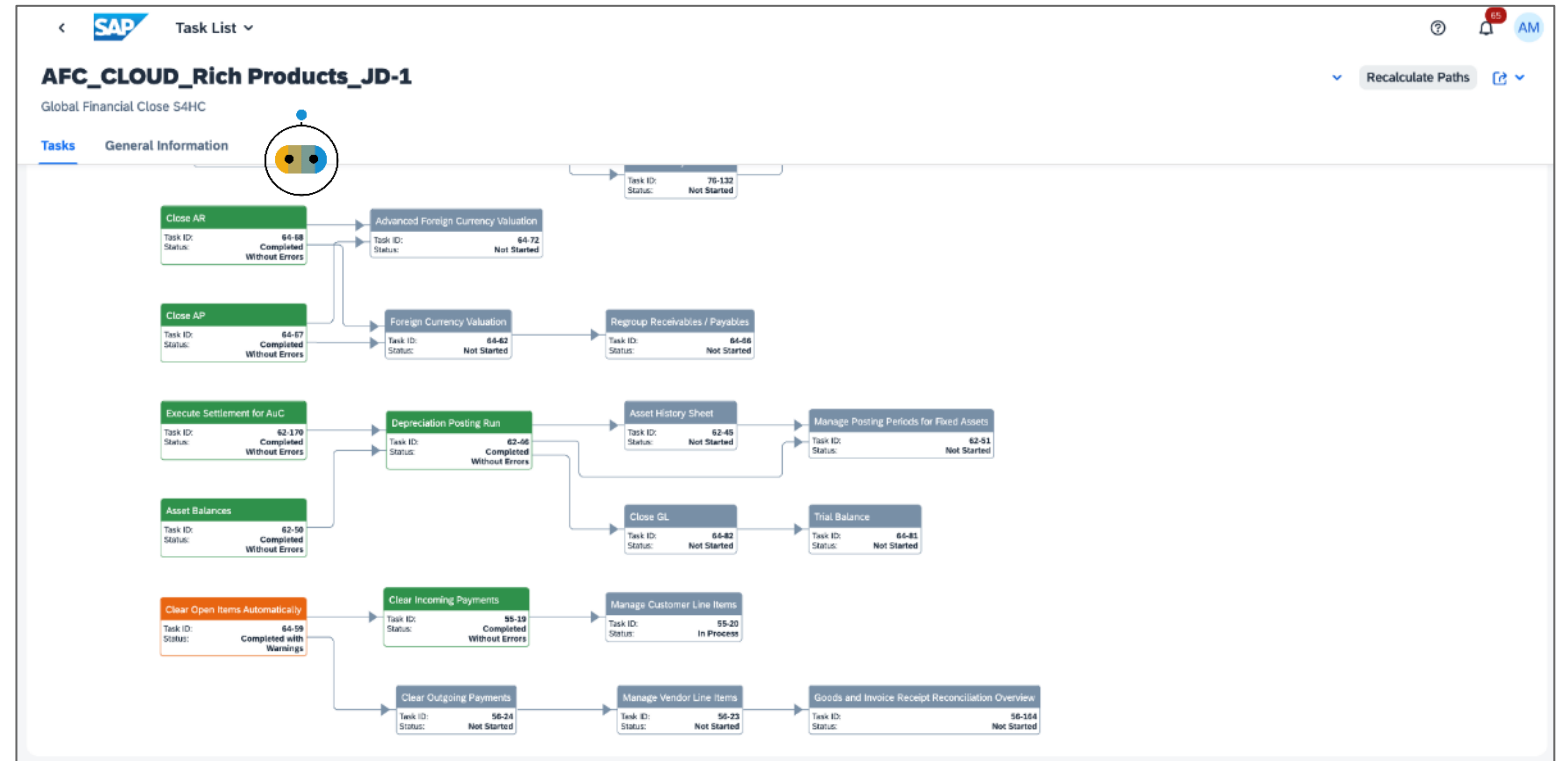 SAP
Task List
65
AM
AFC_CLOUD_Rich Products_JD-1
Recalculate Paths
Global Financial Close S4HC
Tasks
General Information
Task ID: 76-132
Status: Not Started
Close AR
Task ID: 64-68
Status: Completed
Without Errors
Advanced Foreign Currency Valuation
Task ID: 64-72
Status: Not Started
Close AP
Task ID: 64-67
Status: Completed
Without Errors
Foreign Currency Valuation
Task ID: 64-62
Status: Not Started
Regroup Receivables / Payables
Task ID: 64-66
Status: Not Started
Execute Settlement for AuC
Task ID: 62-170
Status: Completed
Without Errors
Depreciation Posting Run
Task ID: 62-46
Status: Completed
Without Errors
Asset History Sheet
Task ID: 62-45
Status: Not Started
Manage Posting Periods for Fixed Assets
Task ID: 62-51
Status: Not Started
Asset Balances
Task ID: 62-50
Status: Completed
Without Errors
Close GL
Task ID: 64-82
Status: Not Started
Trial Balance
Task ID: 64-81
Status: Not Started
Clear Open Items Automatically
Task ID: 64-59
Status: Completed with
Warnings
Clear Incoming Payments
Task ID: 55-19
Status: Completed
Without Errors
Manage Customer Line Items
Task ID: 55-20
Status: In Process
Clear Outgoing Payments
Task ID: 56-24
Status: Not Started
Manage Vendor Line Items
Task ID: 56-23
Status: Not Started
Goods and Invoice Receipt Reconciliation Overview
Task ID: 56-164
Status: Not Started